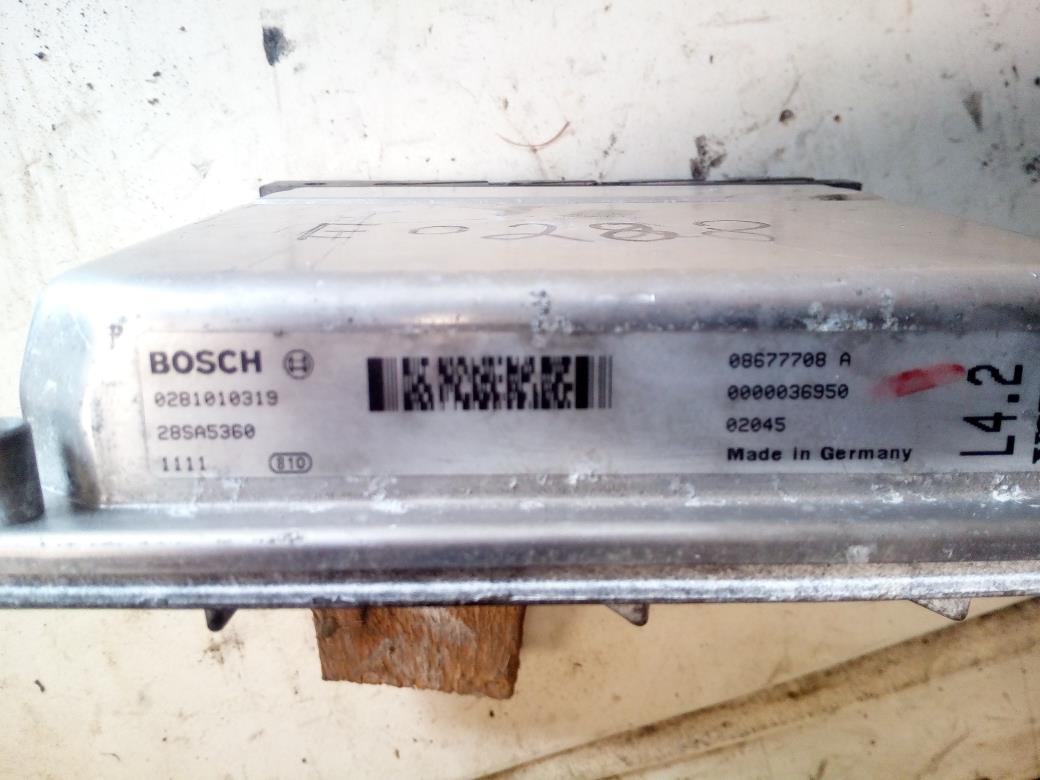 P
BOSCH
0281010319
28SA5360
1111 810
08677708 A
0000036950
02045
Made in Germany
L4.2